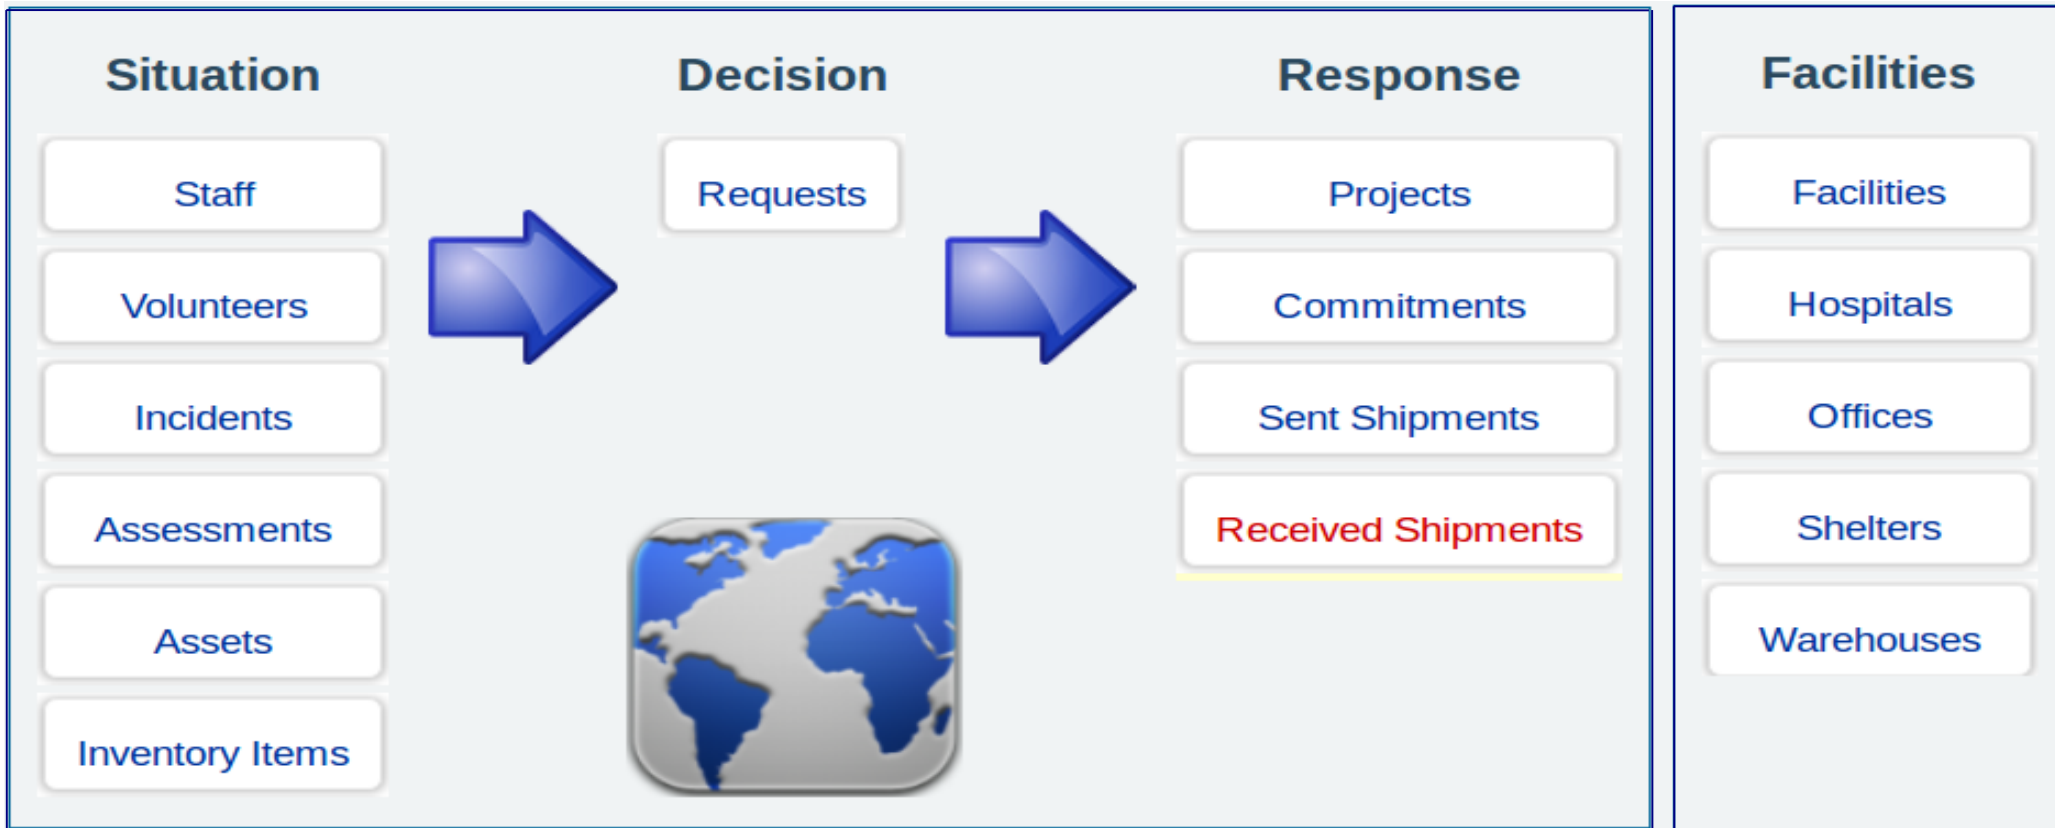 Situation
Staff
Volunteers
Incidents
Assessments
Assets
Inventory Items
Decision
Requests
Response
Projects
Commitments
Sent Shipments
Received Shipments
Facilities
Facilities
Hospitals
Offices
Shelters
Warehouses